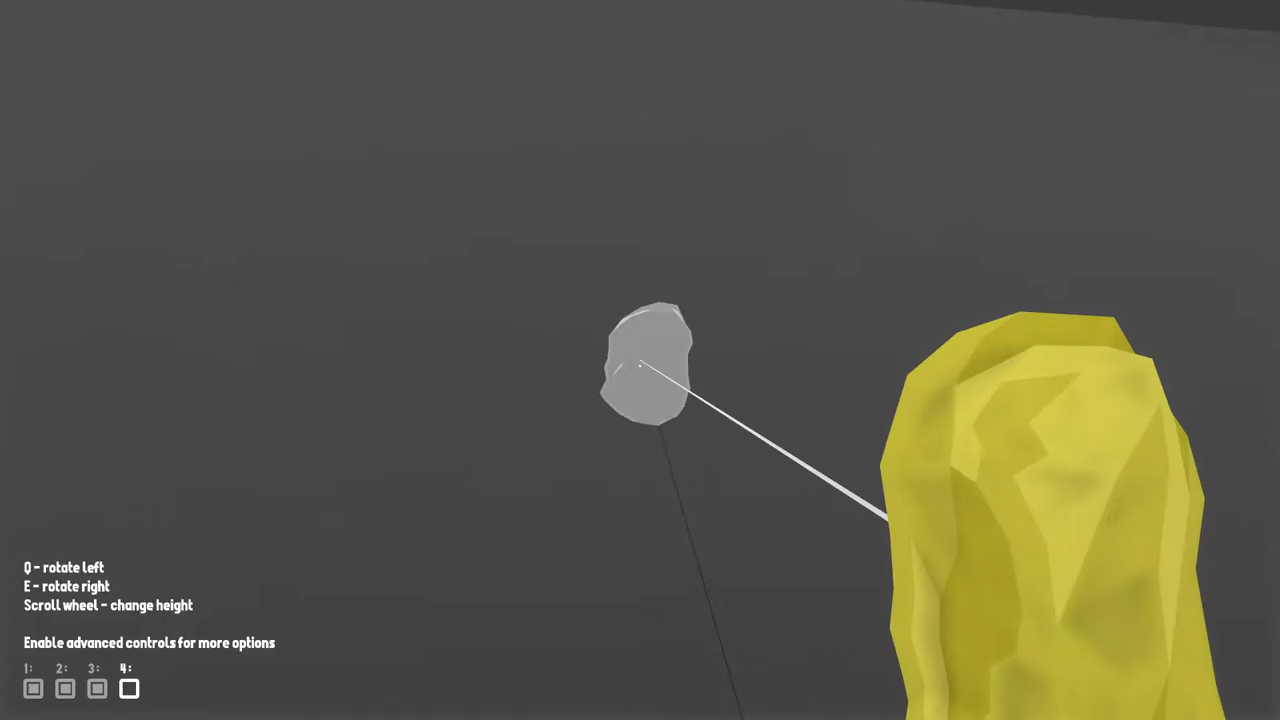 Q - rotate left
E - rotate right
Scroll wheel - change height
Enable advanced controls for more options
1: 2: 3: 4: